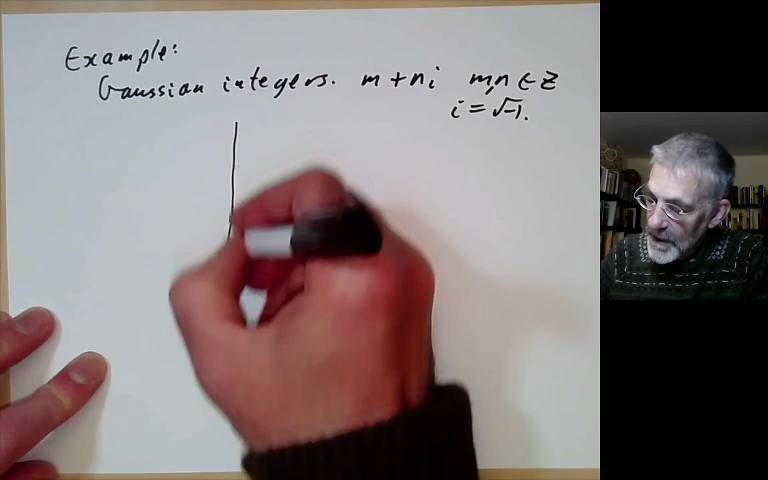 Example:
Gaussian integers. m + ni m,n ∈ Z
i = √-1.